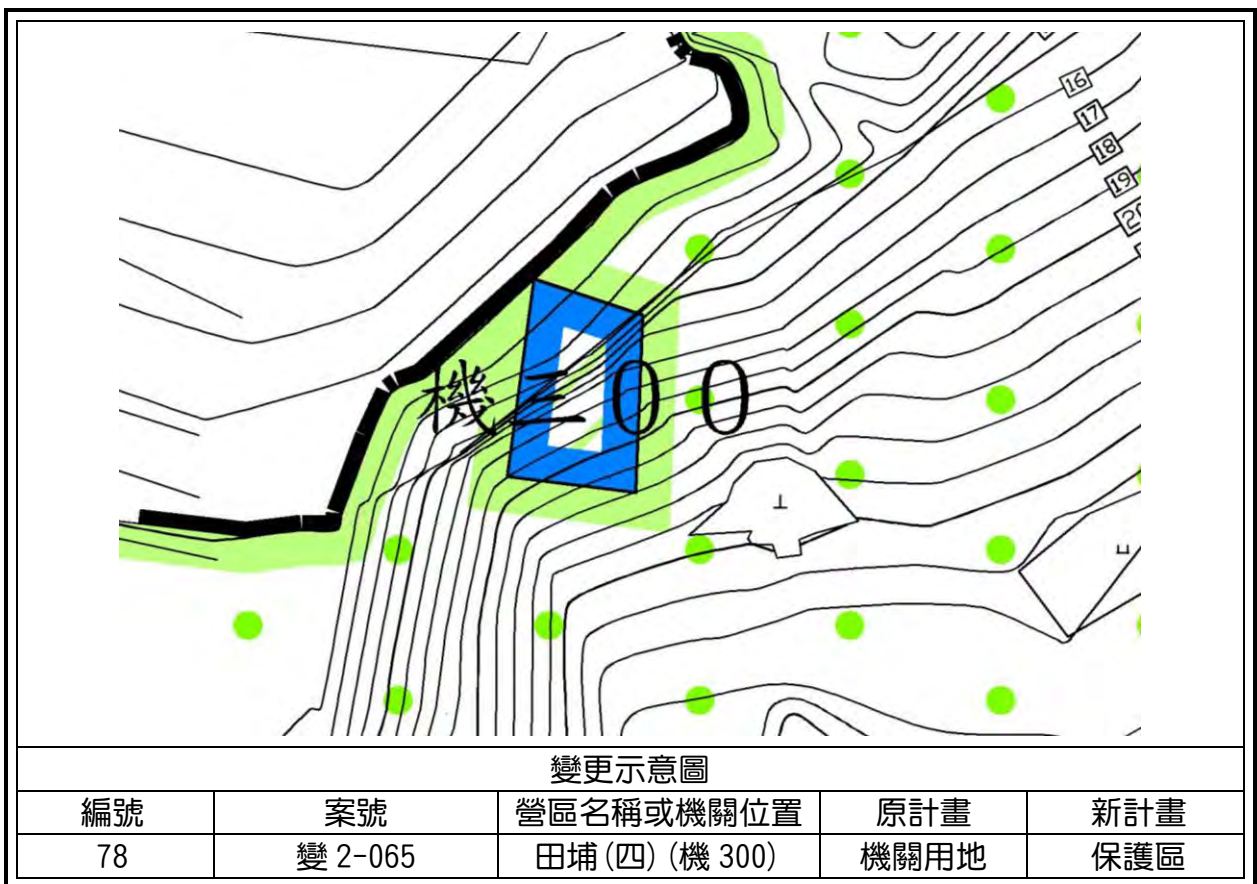 16
17
18
19
機三００
變更示意圖
編號 案號 營區名稱或機關位置 原計畫 新計畫
78 變 2-065 田埔(四)(機 300) 機關用地 保護區